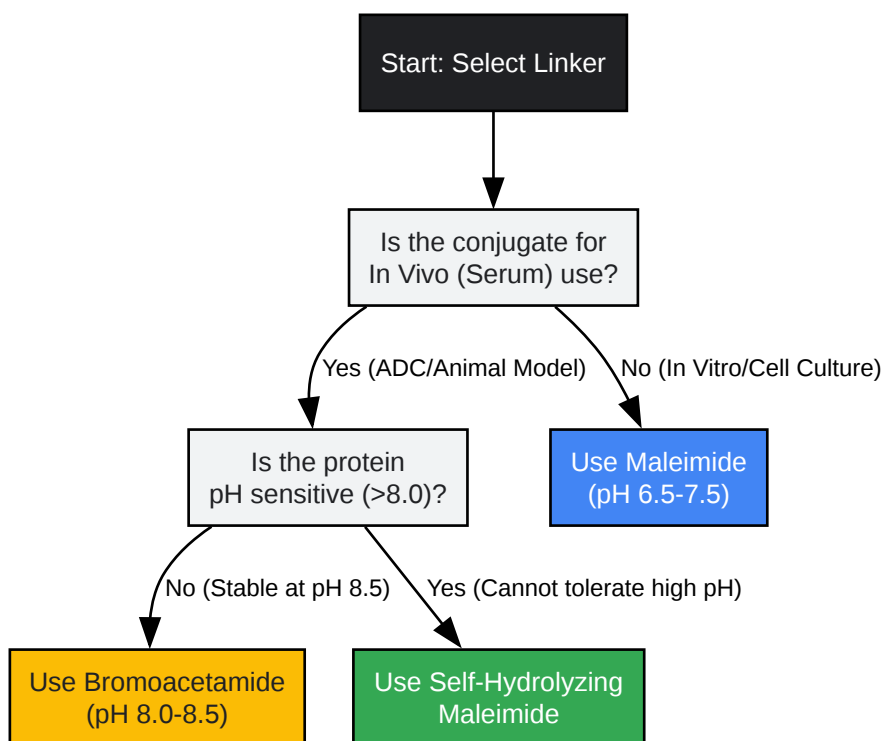 Start: Select Linker
Is the conjugate for
In Vivo (Serum) use?
Yes (ADC/Animal Model)
No (In Vitro/Cell Culture)
Is the protein
pH sensitive (>8.0)?
Use Maleimide
(pH 6.5-7.5)
No (Stable at pH 8.5)
Yes (Cannot tolerate high pH)
Use Bromoacetamide
(pH 8.0-8.5)
Use Self-Hydrolyzing
Maleimide